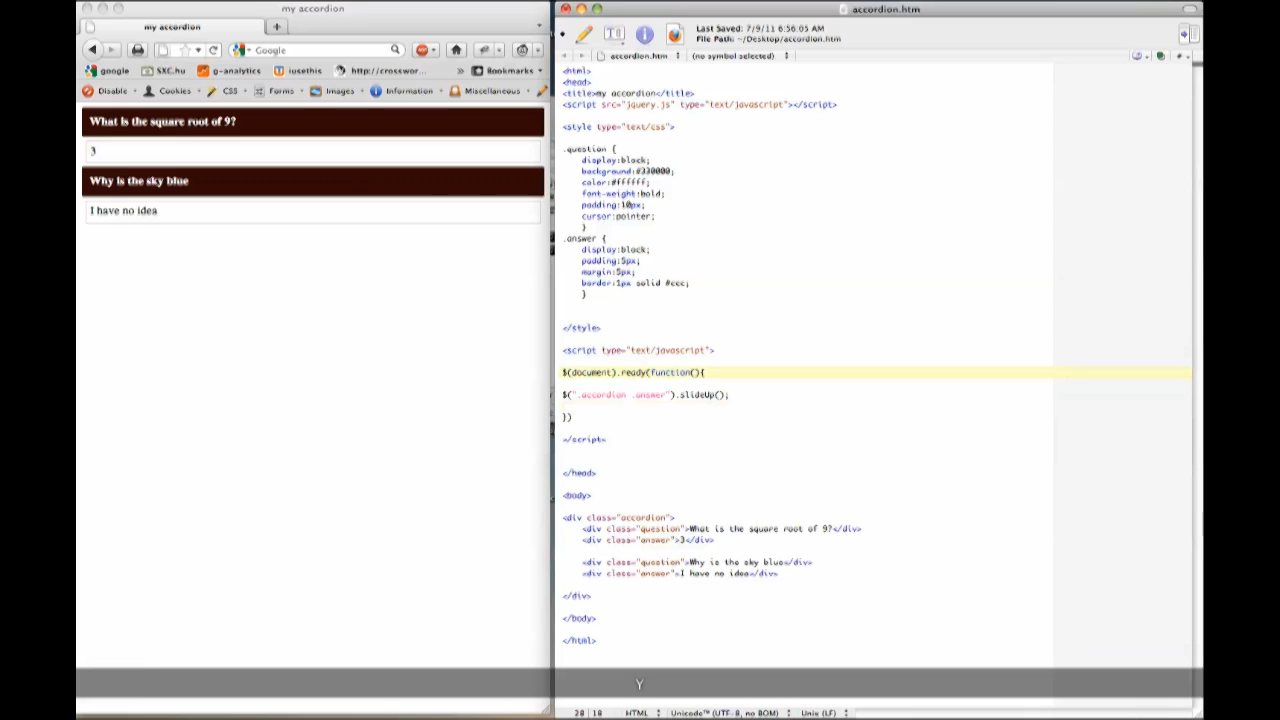 my accordion
my accordion
Google
google
SXC.hu
g-analytics
iusethis
http://crosswor...
Bookmarks
Disable
Cookies
CSS
Forms
Images
Information
Miscellaneous
What is the square root of 9?
3
Why is the sky blue
I have no idea
accordion.htm
Last Saved: 7/9/11 6:56:05 AM
File Path: ~/Desktop/accordion.htm
accordion.htm
(no symbol selected)
<html>
<head>
<title>my accordion</title>
<script src="jquery.js" type="text/javascript"></script>
<style type="text/css">
.question {
display:block;
background:#330000;
color:#ffffff;
font-weight:bold;
padding:10px;
cursor:pointer;
}
.answer {
display:block;
padding:5px;
margin:5px;
border:1px solid #ccc;
}
</style>
<script type="text/javascript">
$(document).ready(function(){
$(".accordion .answer").slideUp();
})
</script>
</head>
<body>
<div class="accordion">
<div class="question">What is the square root of 9?</div>
<div class="answer">3</div>
<div class="question">Why is the sky blue</div>
<div class="answer">I have no idea</div>
</div>
</body>
</html>
Y
28 | 18
HTML
Unicode™ (UTF-8, no BOM)
Unix (LF)